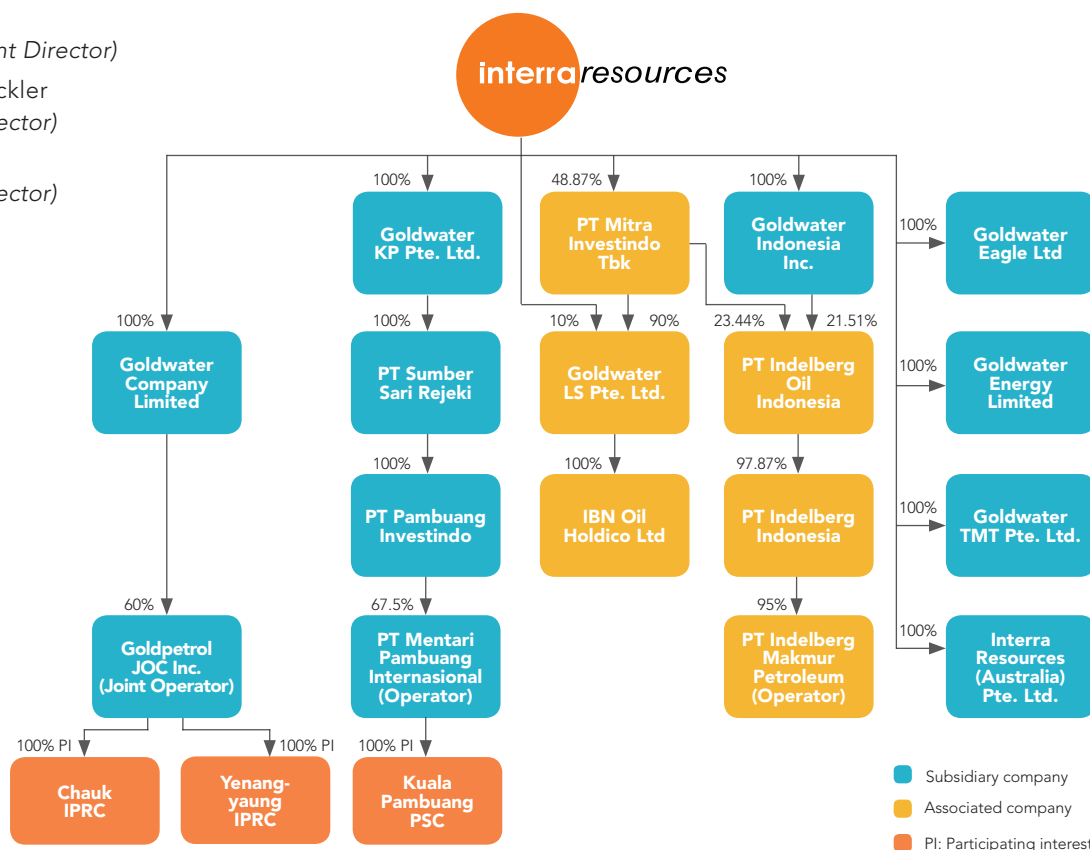 nt Director)
ckler
ector)
ector)
interraresources
100%
48.87%
100%
Goldwater
KP Pte. Ltd.
PT Mitra
Investindo
Tbk
Goldwater
Indonesia
Inc.
100%
Goldwater
Eagle Ltd
100%
100%
10%
90%
23.44%
21.51%
Goldwater
Company
Limited
PT Sumber
Sari Rejeki
Goldwater
LS Pte. Ltd.
PT Indelberg
Oil
Indonesia
100%
Goldwater
Energy
Limited
100%
100%
97.87%
PT Pambuang
Investindo
IBN Oil
Holdico Ltd
PT Indelberg
Indonesia
100%
Goldwater
TMT Pte. Ltd.
60%
67.5%
95%
Goldpetrol
JOC Inc.
(Joint Operator)
PT Mentari
Pambuang
Internasional
(Operator)
PT Indelberg
Makmur
Petroleum
(Operator)
100%
Interra
Resources
(Australia)
Pte. Ltd.
100% PI
100% PI
100% PI
Chauk
IPRC
Yenang-
yaung
IPRC
Kuala
Pambuang
PSC
Subsidiary company
Associated company
PI: Participating interest